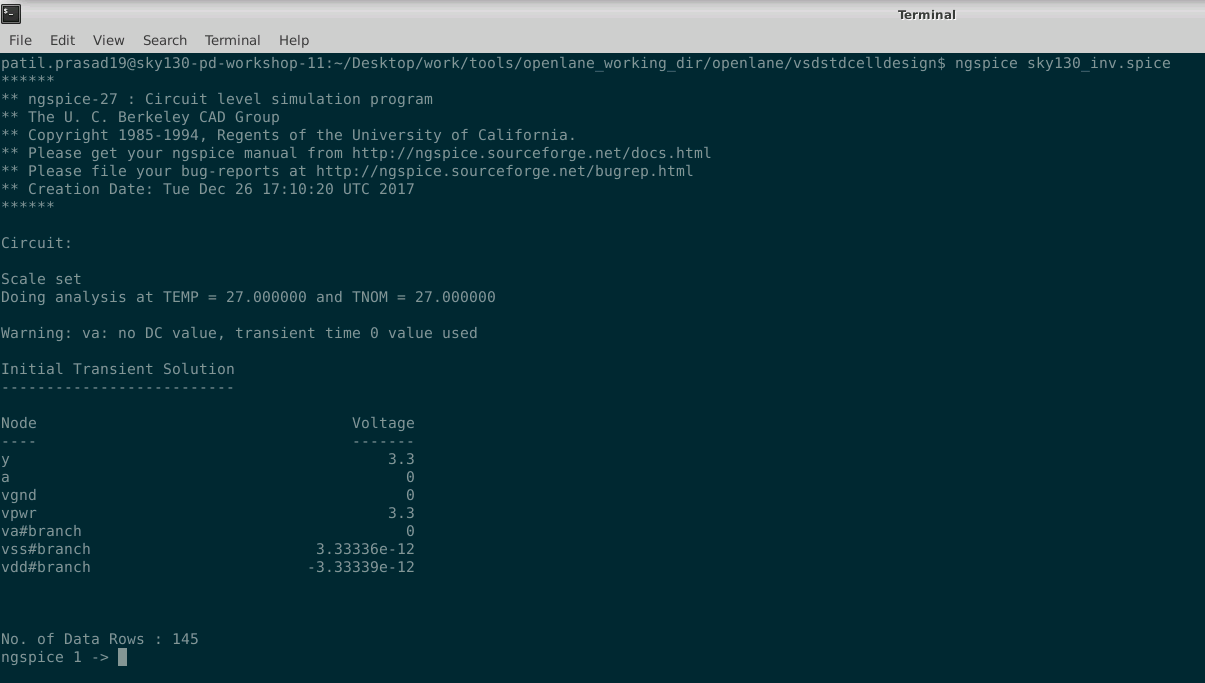 Terminal
File Edit View Search Terminal Help
patil.prasad19@sky130-pd-workshop-11:~/Desktop/work/tools/openlane_working_dir/openlane/vsdstdcelldesign$ ngspice sky130_inv.spice
******
** ngspice-27 : Circuit level simulation program
** The U. C. Berkeley CAD Group
** Copyright 1985-1994, Regents of the University of California.
** Please get your ngspice manual from http://ngspice.sourceforge.net/docs.html
** Please file your bug-reports at http://ngspice.sourceforge.net/bugrep.html
** Creation Date: Tue Dec 26 17:10:20 UTC 2017
******
Circuit:
Scale set
Doing analysis at TEMP = 27.000000 and TNOM = 27.000000
Warning: va: no DC value, transient time 0 value used
Initial Transient Solution
--------------------------
Node Voltage
---- -------
y 3.3
a 0
vgnd 0
vpwr 3.3
va#branch 0
vss#branch 3.33336e-12
vdd#branch -3.33339e-12
No. of Data Rows : 145
ngspice 1 ->